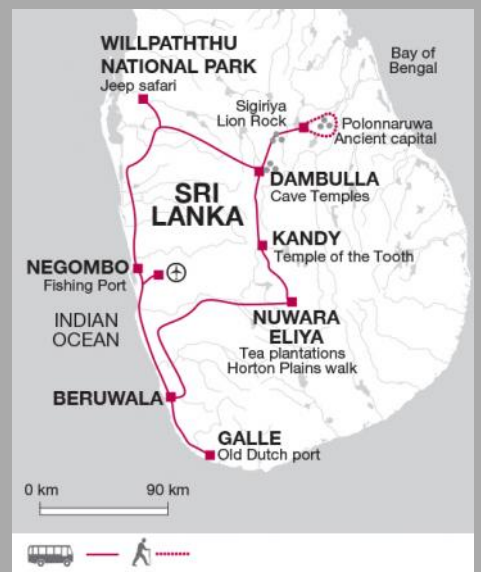 WILLPATHTHU
NATIONAL PARK
Jeep safari
Bay of
Bengal
Sigiriya
Lion Rock
Polonnaruwa
Ancient capital
DAMBULLA
Cave Temples
SRI
LANKA
KANDY
Temple of the Tooth
NEGOMBO
Fishing Port
INDIAN
OCEAN
NUWARA
ELIYA
Tea plantations
Horton Plains walk
BERUWALA
GALLE
Old Dutch port
0 km 90 km